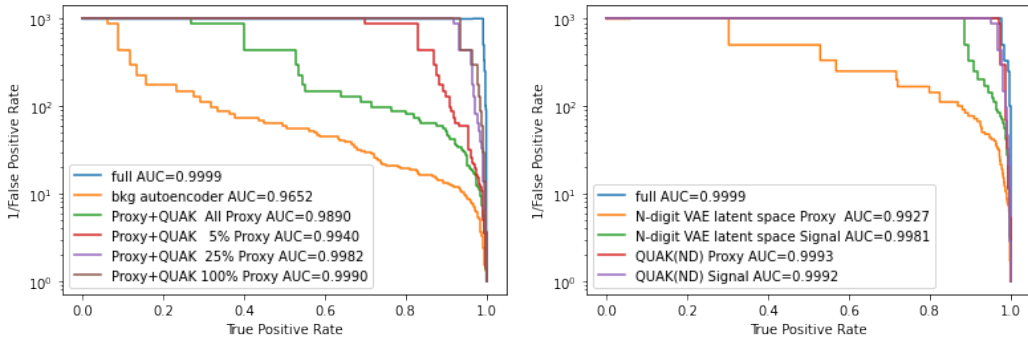 10³
10²
10¹
10⁰
1/False Positive Rate
full AUC=0.9999
bkg autoencoder AUC=0.9652
Proxy+QUAK  All Proxy AUC=0.9890
Proxy+QUAK   5% Proxy AUC=0.9940
Proxy+QUAK  25% Proxy AUC=0.9982
Proxy+QUAK 100% Proxy AUC=0.9990
0.0 0.2 0.4 0.6 0.8 1.0
True Positive Rate
10³
10²
10¹
10⁰
1/False Positive Rate
full AUC=0.9999
N-digit VAE latent space Proxy  AUC=0.9927
N-digit VAE latent space Signal AUC=0.9981
QUAK(ND) Proxy AUC=0.9993
QUAK(ND) Signal AUC=0.9992
0.0 0.2 0.4 0.6 0.8 1.0
True Positive Rate